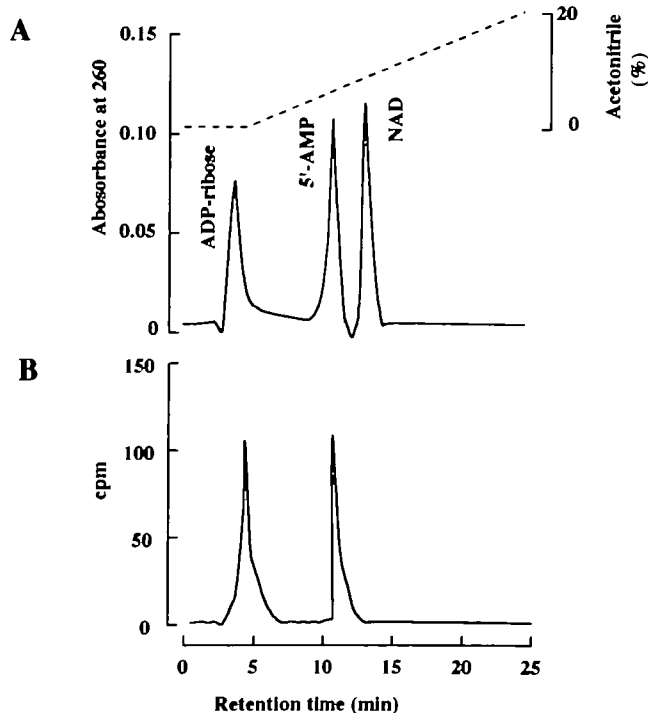 A
0.15
0.10
0.05
0
Abosorbance at 260
ADP-ribose
5'-AMP
NAD
20
0
Acetonitrile
(%)
B
150
100
50
0
cpm
0 5 10 15 20 25
Retention time (min)